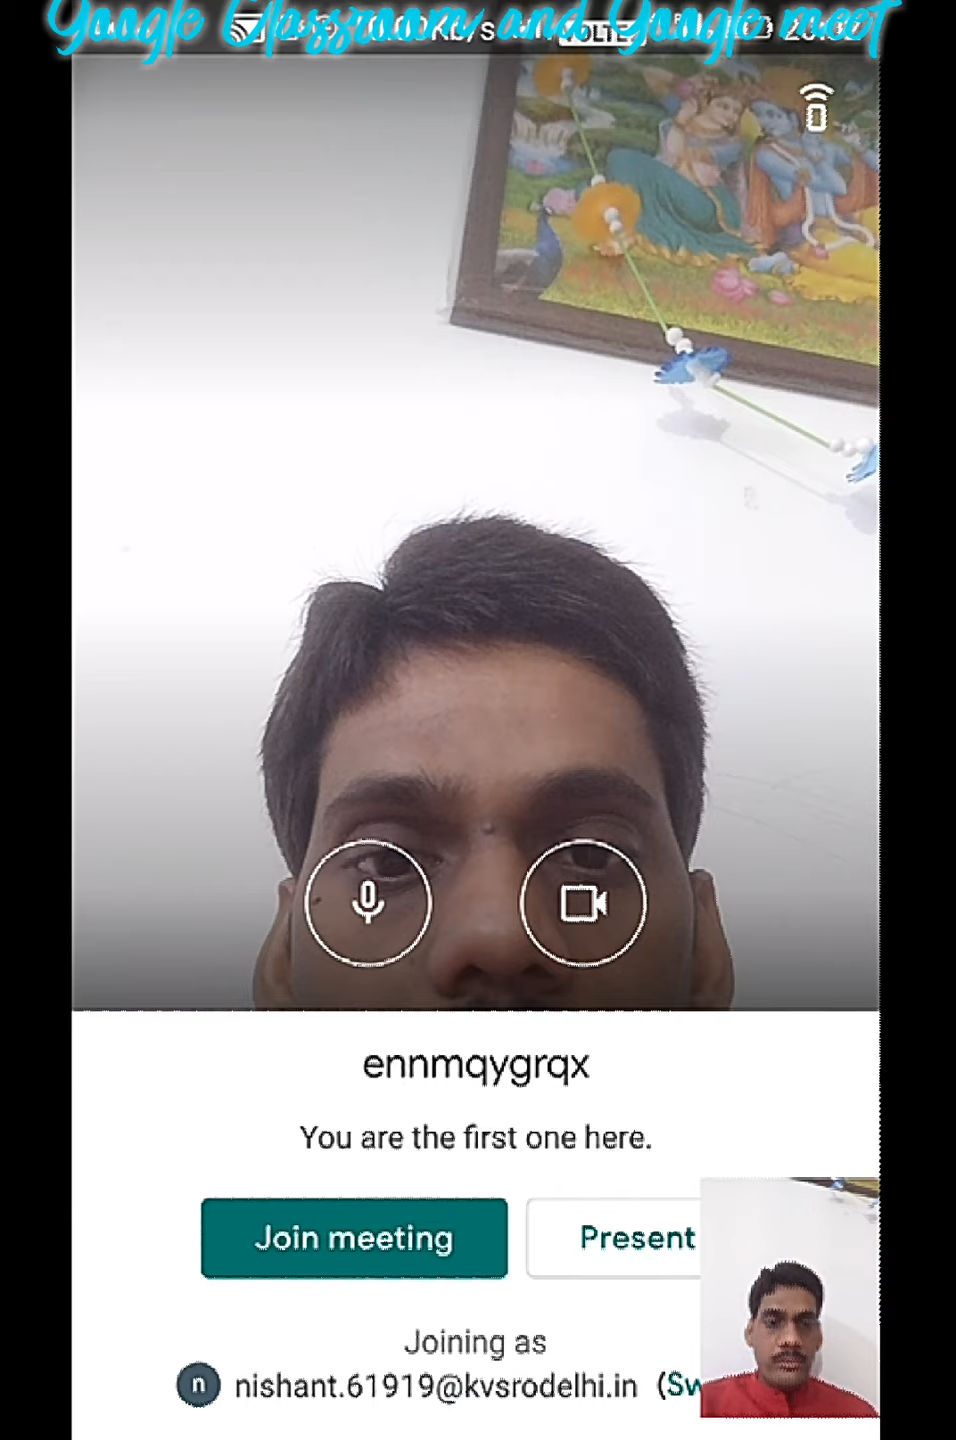 Google Classroom and Google meet
ennmqygrqx
You are the first one here.
Join meeting
Present
Joining as
n
nishant.61919@kvsrodelhi.in (Sw